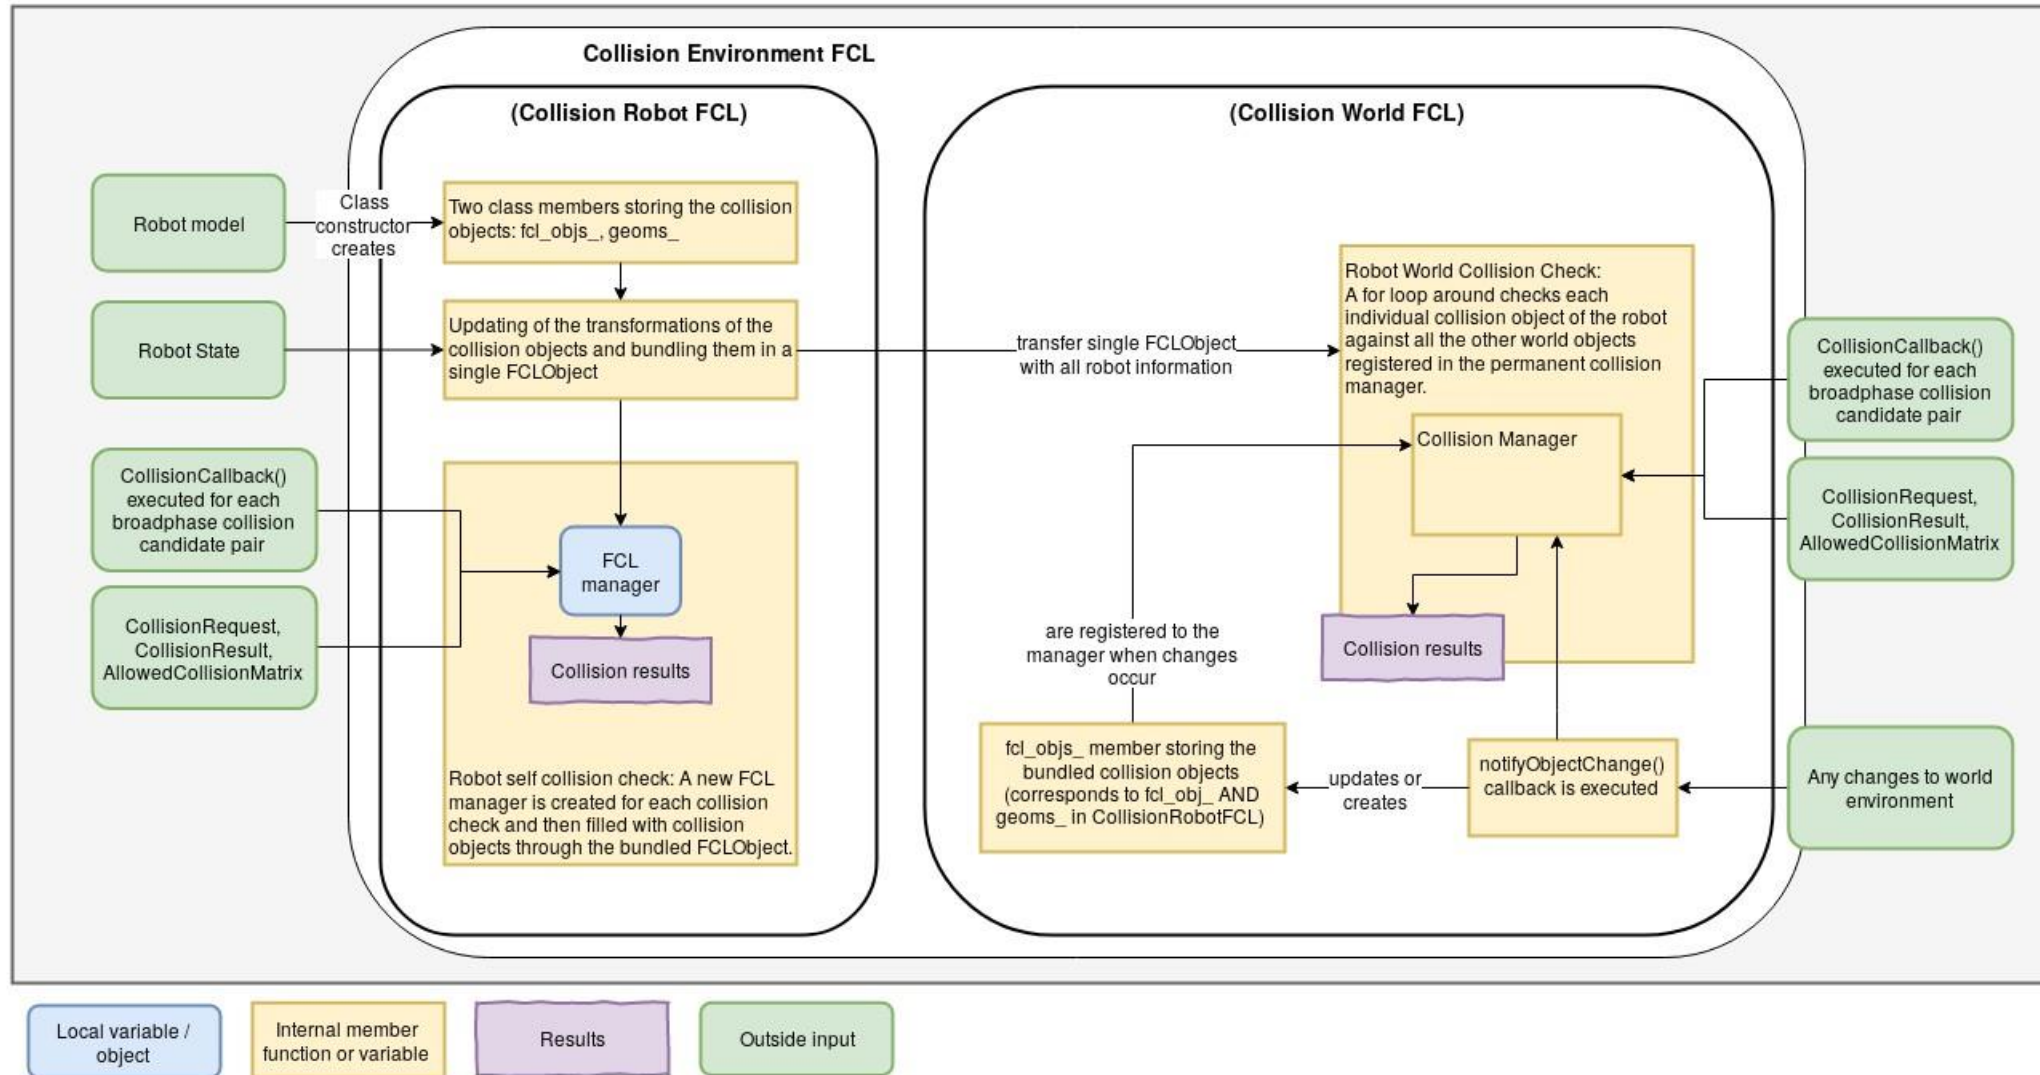 Collision Environment FCL
(Collision Robot FCL)
(Collision World FCL)
Robot model
Class
constructor
creates
Two class members storing the collision
objects: fcl_objs_, geoms_
Robot State
Updating of the transformations of the
collision objects and bundling them in a
single FCLObject
transfer single FCLObject
with all robot information
Robot World Collision Check:
A for loop around checks each
individual collision object of the robot
against all the other world objects
registered in the permanent collision
manager.
Collision Manager
CollisionCallback()
executed for each
broadphase collision
candidate pair
CollisionRequest,
CollisionResult,
AllowedCollisionMatrix
CollisionCallback()
executed for each
broadphase collision
candidate pair
CollisionRequest,
CollisionResult,
AllowedCollisionMatrix
FCL
manager
Collision results
Robot self collision check: A new FCL
manager is created for each collision
check and then filled with collision
objects through the bundled FCLObject.
are registered to the
manager when changes
occur
Collision results
fcl_objs_ member storing the
bundled collision objects
(corresponds to fcl_obj_ AND
geoms_ in CollisionRobotFCL)
updates or
creates
notifyObjectChange()
callback is executed
Any changes to world
environment
Local variable /
object
Internal member
function or variable
Results
Outside input